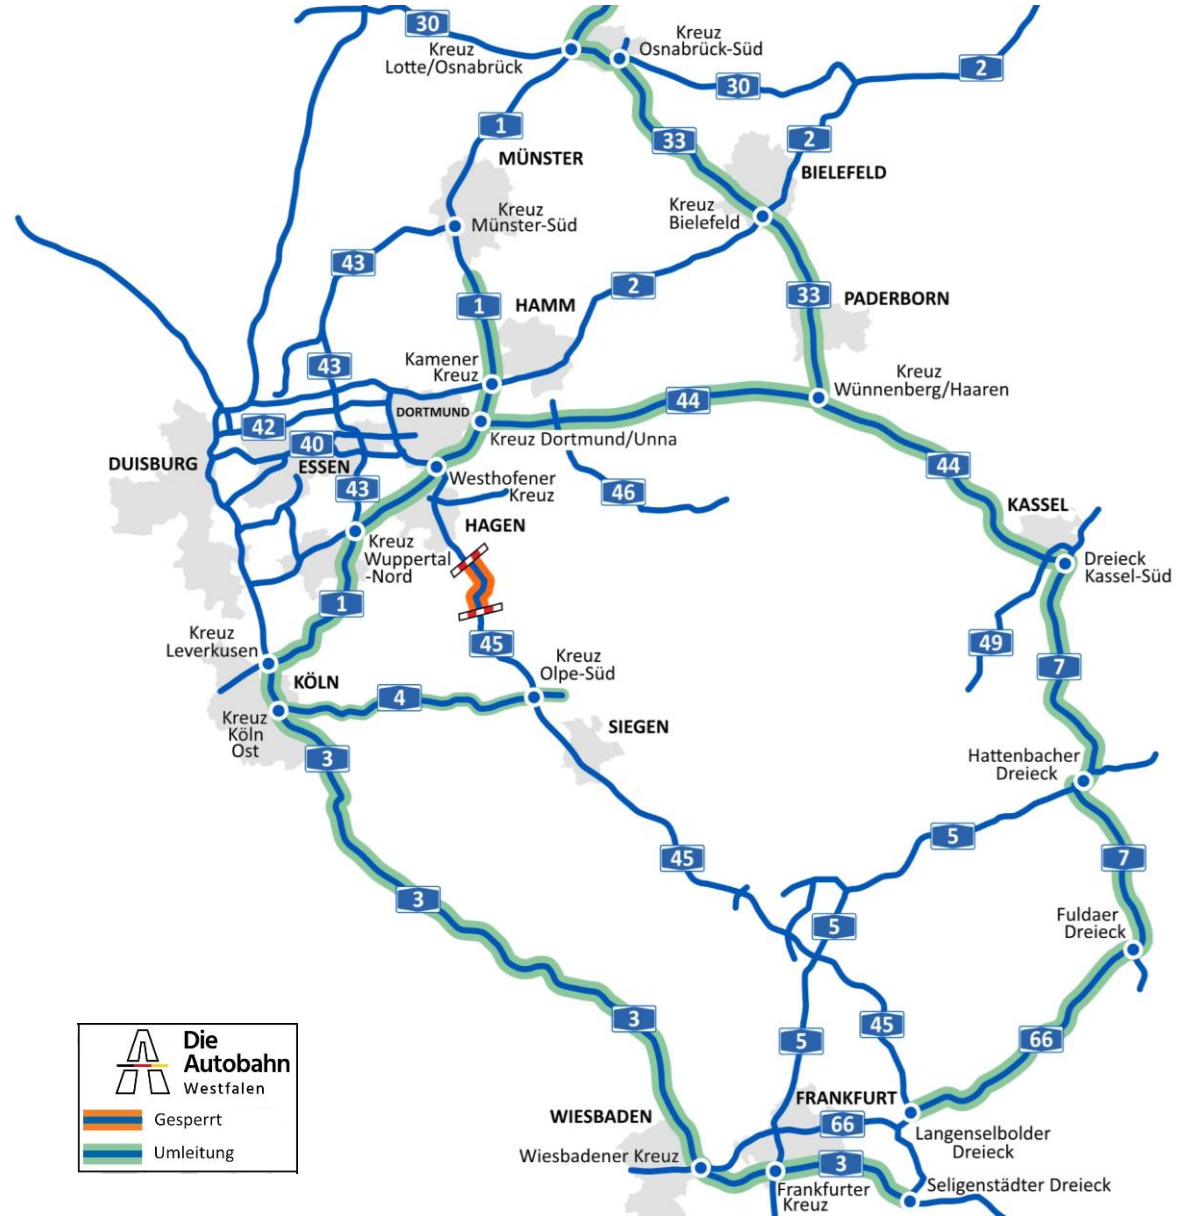 30
Kreuz
Lotte/Osnabrück
Kreuz
Osnabrück-Süd
2
30
1
33
2
MÜNSTER
BIELEFELD
Kreuz
Münster-Süd
Kreuz
Bielefeld
43
2
1
HAMM
33
PADERBORN
43
Kamener
Kreuz
Kreuz
Wünnenberg/Haaren
44
DORTMUND
42
40
Kreuz Dortmund/Unna
DUISBURG
ESSEN
44
43
Westhofener
Kreuz
46
KASSEL
HAGEN
Kreuz
Wuppertal
-Nord
Dreieck
Kassel-Süd
1
Kreuz
Leverkusen
45
49
Kreuz
Olpe-Süd
7
KÖLN
4
Kreuz
Köln
Ost
SIEGEN
3
Hattenbacher
Dreieck
5
45
7
3
5
Fuldaer
Dreieck
3
45
5
66
Die
Autobahn
Westfalen
Gesperrt
Umleitung
WIESBADEN
FRANKFURT
66
Langenselbolder
Dreieck
Wiesbadener Kreuz
3
Frankfurter
Kreuz
Seligenstädter Dreieck